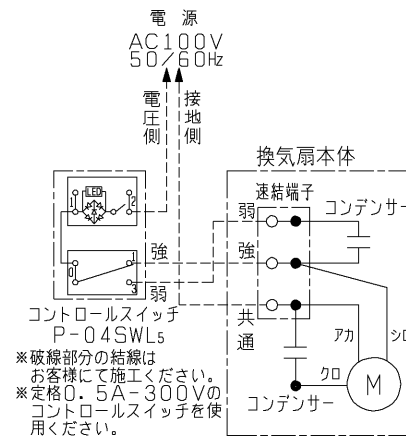 電 源
AC100V
50/60Hz
電圧側
接地側
換気扇本体
速結端子
弱
コンデンサー
強
LED
1
2
強
0
1
3
弱
共通
アカ
シロ
コントロールスイッチ
P-04SWL5
クロ
M
コンデンサー
※破線部分の結線は
お客様にて施工ください。
※定格0.5A-300Vの
コントロールスイッチを使
用ください。